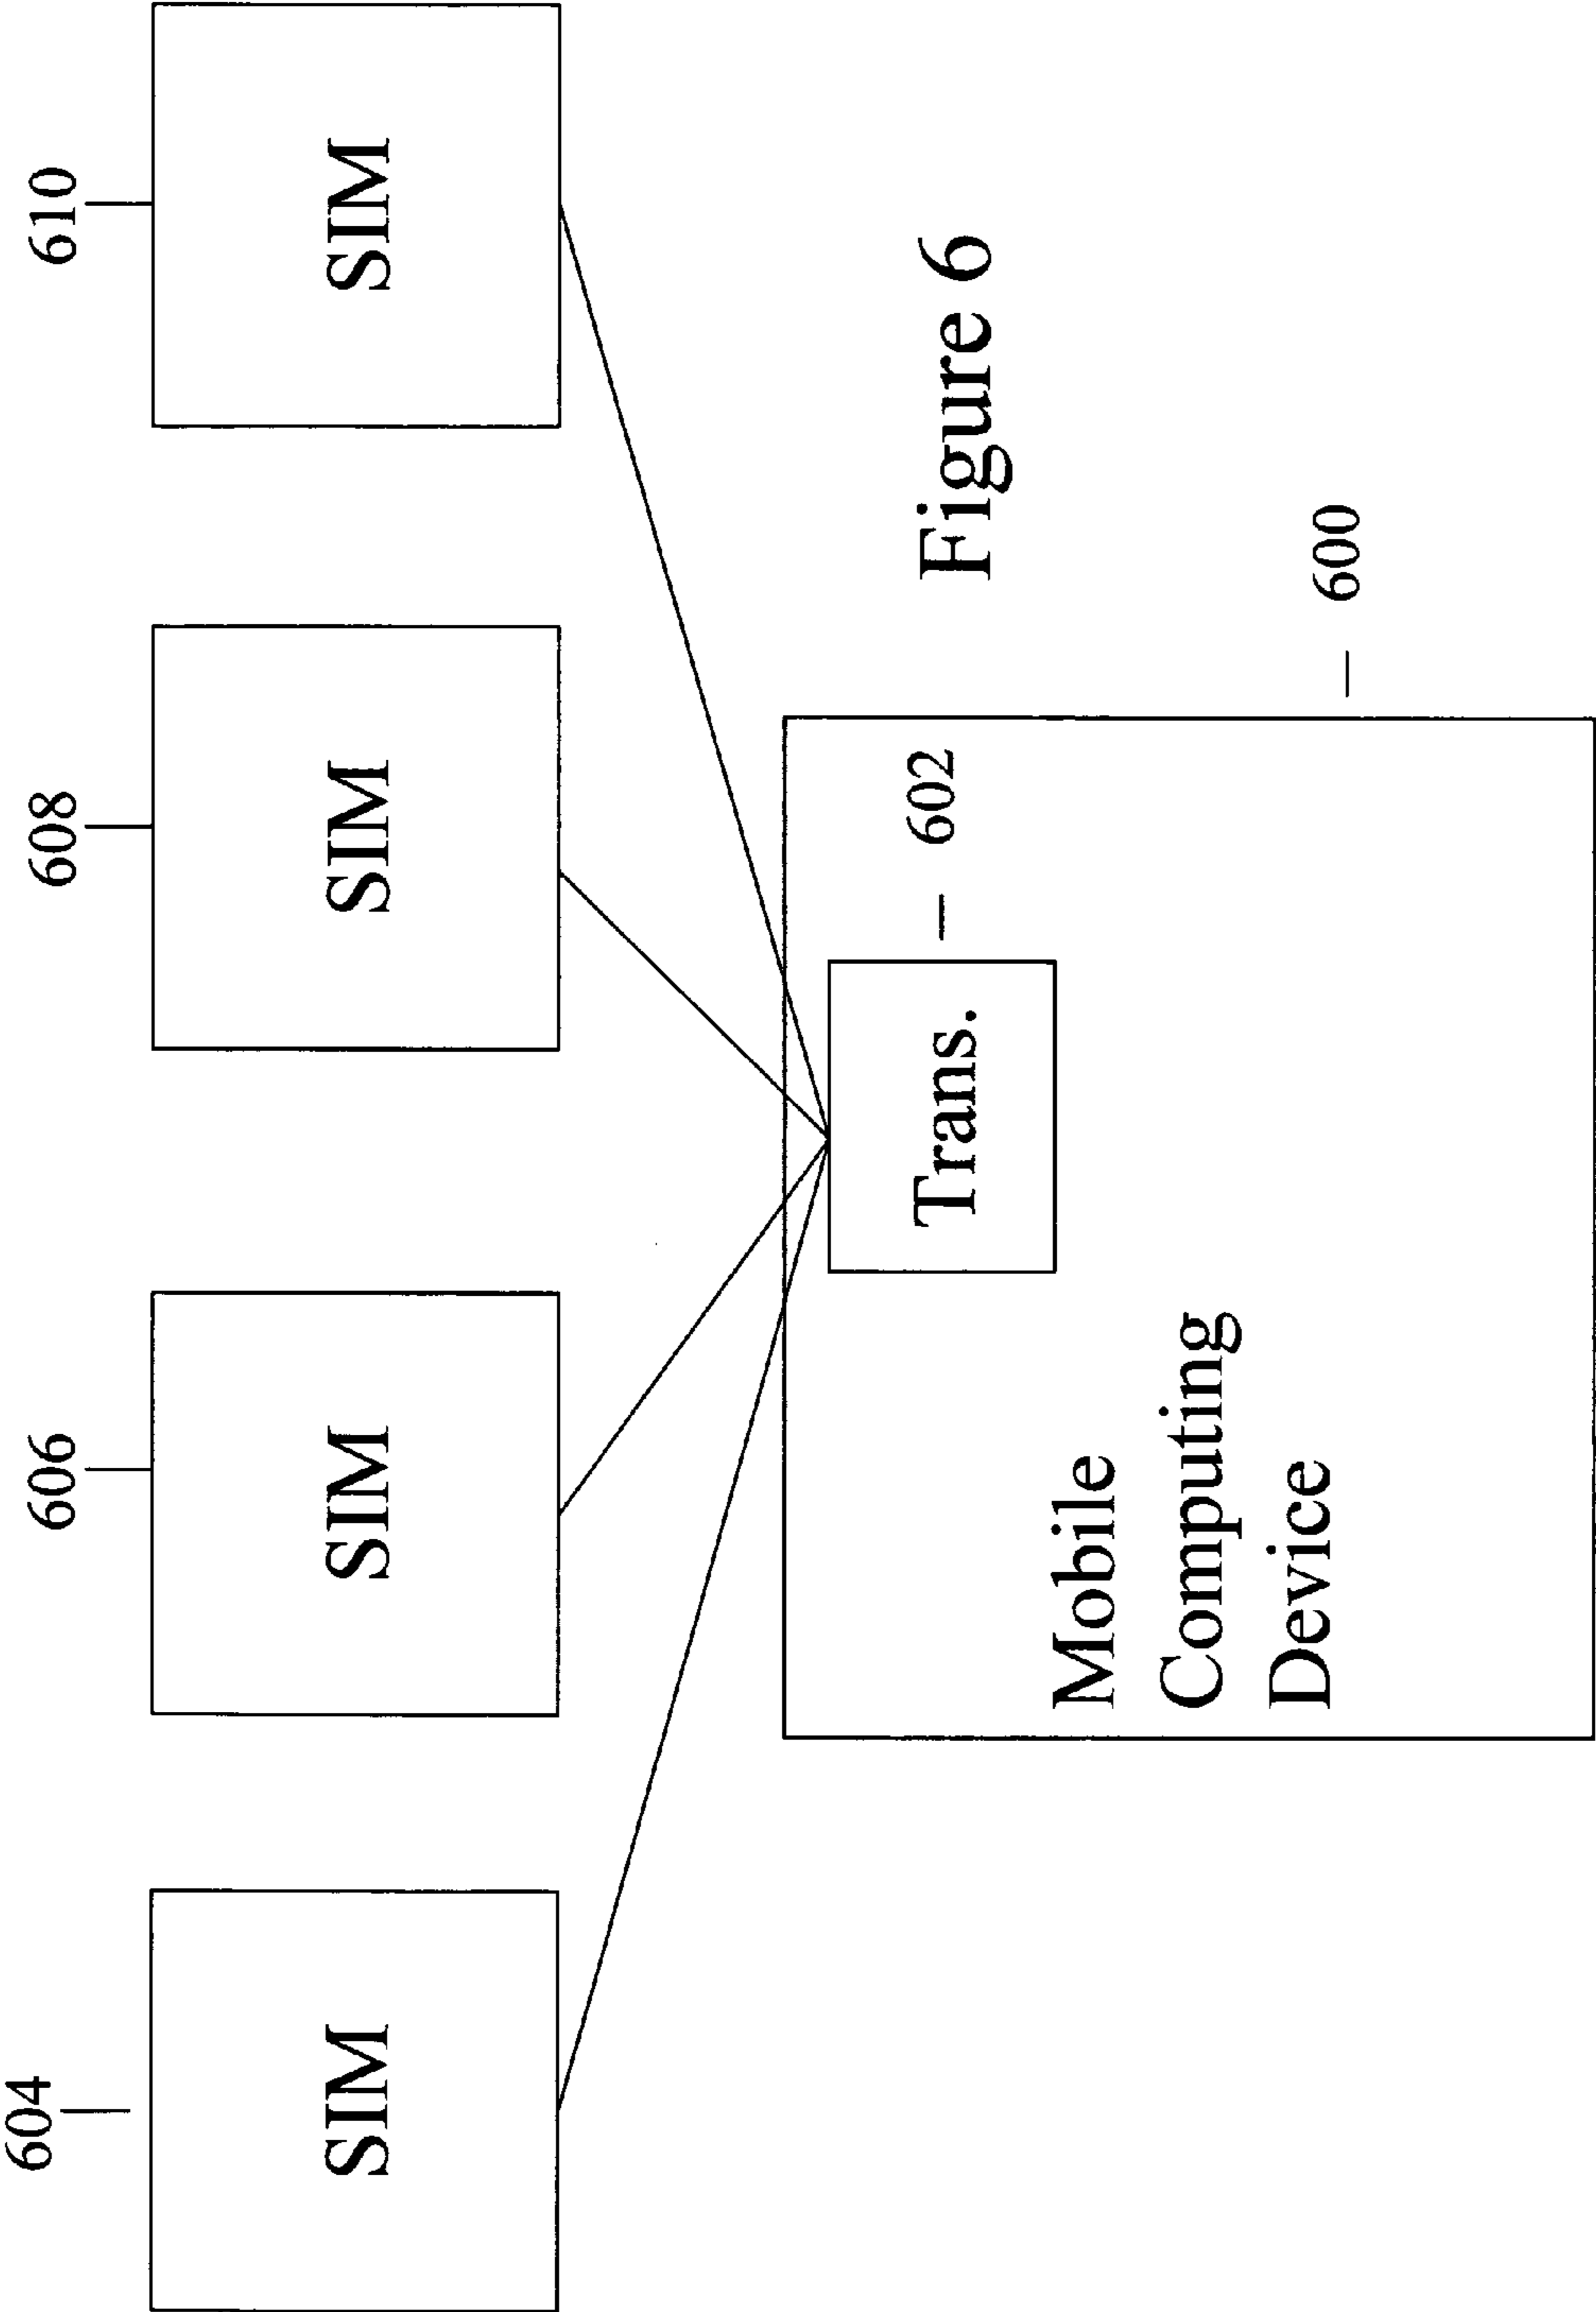 604
606
608
610
SIM
SIM
SIM
SIM
Trans.
602
Mobile
Computing
Device
Figure 6
600